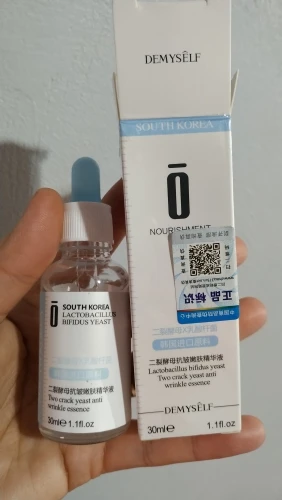 DEMYSÊLF
SOUTH KOREA
Ō
NOURISHMENT
正品 标识
二裂酵母抗皱嫩肤精华液
Lactobacillus bifidus yeast
Two crack yeast anti
wrinkle essence
DEMYSÊLF
30ml℮ 1.1fl.oz
Ō
SOUTH KOREA
LACTOBACILLUS
BIFIDUS YEAST
二裂酵母抗皱嫩肤精华液
Two crack yeast anti
wrinkle essence
30ml℮ 1.1fl.oz